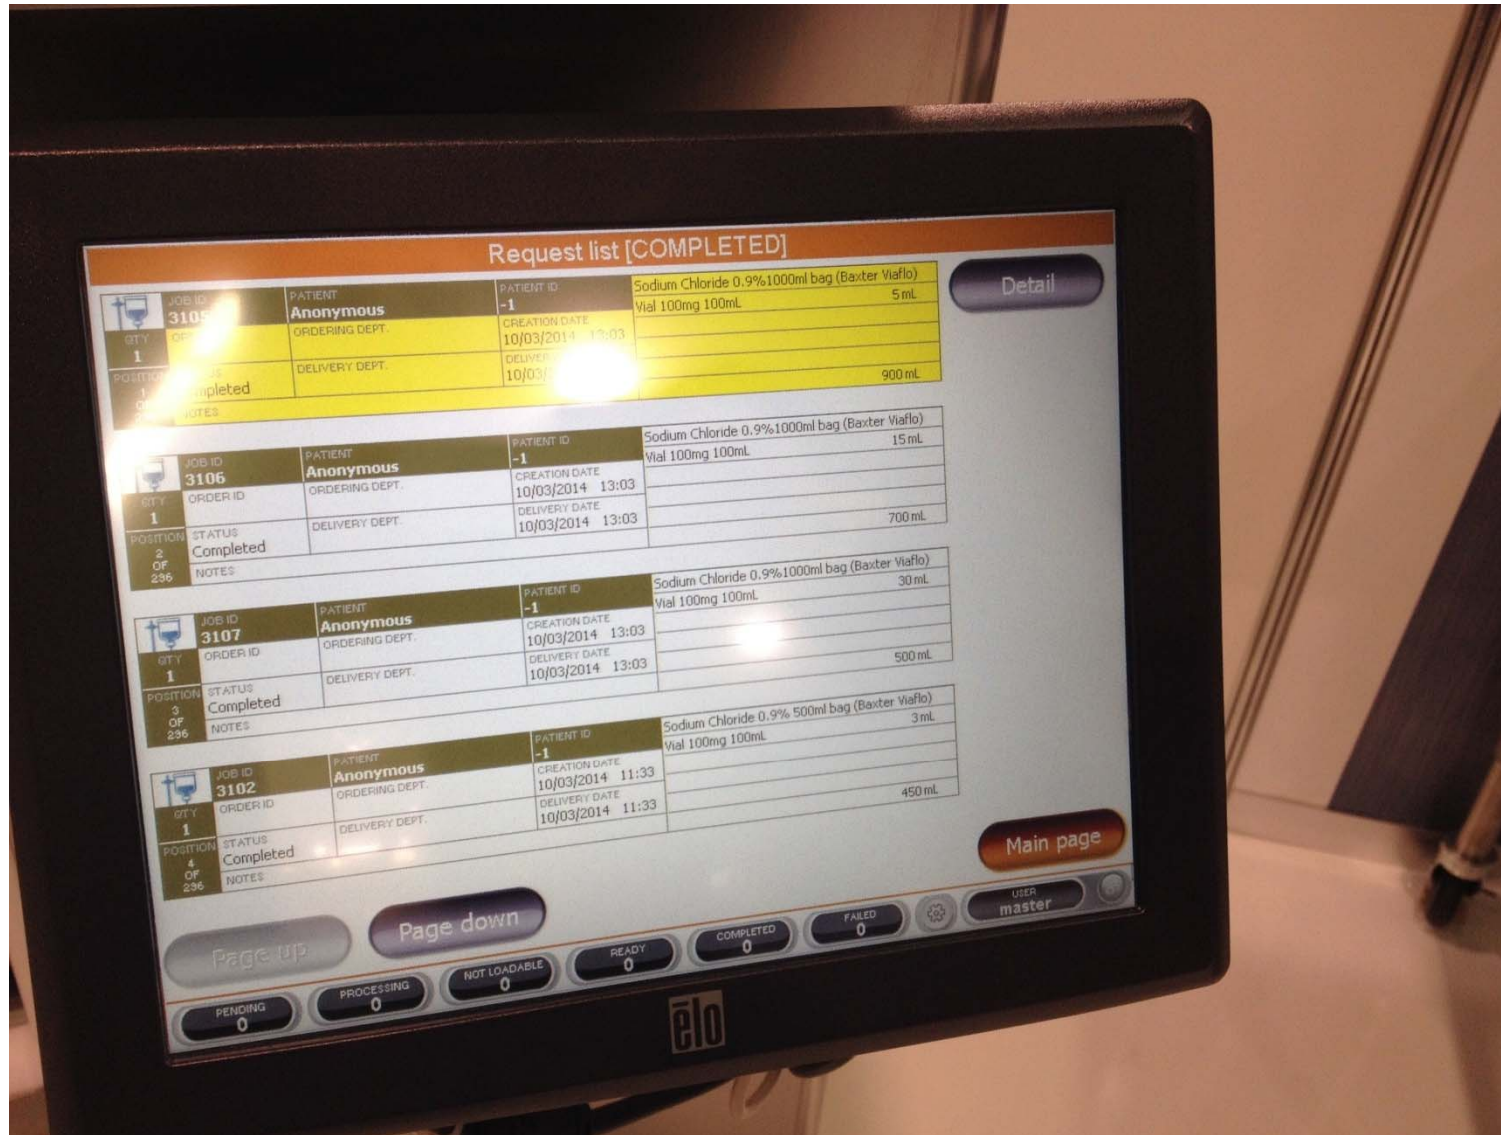 Request list [COMPLETED]
Detail
JOB ID PATIENT PATIENT ID Sodium Chloride 0.9%1000ml bag (Baxter Viaflo)
3105 Anonymous -1 Vial 100mg 100mL 5 mL
QTY ORDERING DEPT. CREATION DATE
1 10/03/2014 13:03
POSITION DELIVERY DEPT.
1 Completed 900 mL
NOTES
JOB ID PATIENT PATIENT ID Sodium Chloride 0.9%1000ml bag (Baxter Viaflo)
3106 Anonymous -1 Vial 100mg 100mL 15 mL
QTY ORDER ID ORDERING DEPT. CREATION DATE
1 10/03/2014 13:03
POSITION STATUS DELIVERY DEPT. DELIVERY DATE
2 Completed 10/03/2014 13:03 700 mL
OF
296 NOTES
JOB ID PATIENT PATIENT ID Sodium Chloride 0.9%1000ml bag (Baxter Viaflo)
3107 Anonymous -1 Vial 100mg 100mL 30 mL
QTY ORDER ID ORDERING DEPT. CREATION DATE
1 10/03/2014 13:03
POSITION STATUS DELIVERY DEPT. DELIVERY DATE
3 Completed 10/03/2014 13:03 500 mL
OF
296 NOTES
JOB ID PATIENT PATIENT ID Sodium Chloride 0.9% 500ml bag (Baxter Viaflo)
3102 Anonymous -1 Vial 100mg 100mL 3 mL
QTY ORDER ID ORDERING DEPT. CREATION DATE
1 10/03/2014 11:33
POSITION STATUS DELIVERY DEPT. DELIVERY DATE
4 Completed 10/03/2014 11:33 450 mL
OF
296 NOTES
Main page
Page up Page down
PENDING PROCESSING NOT LOADABLE READY COMPLETED FAILED USER
0 0 0 0 0 0 master
elo